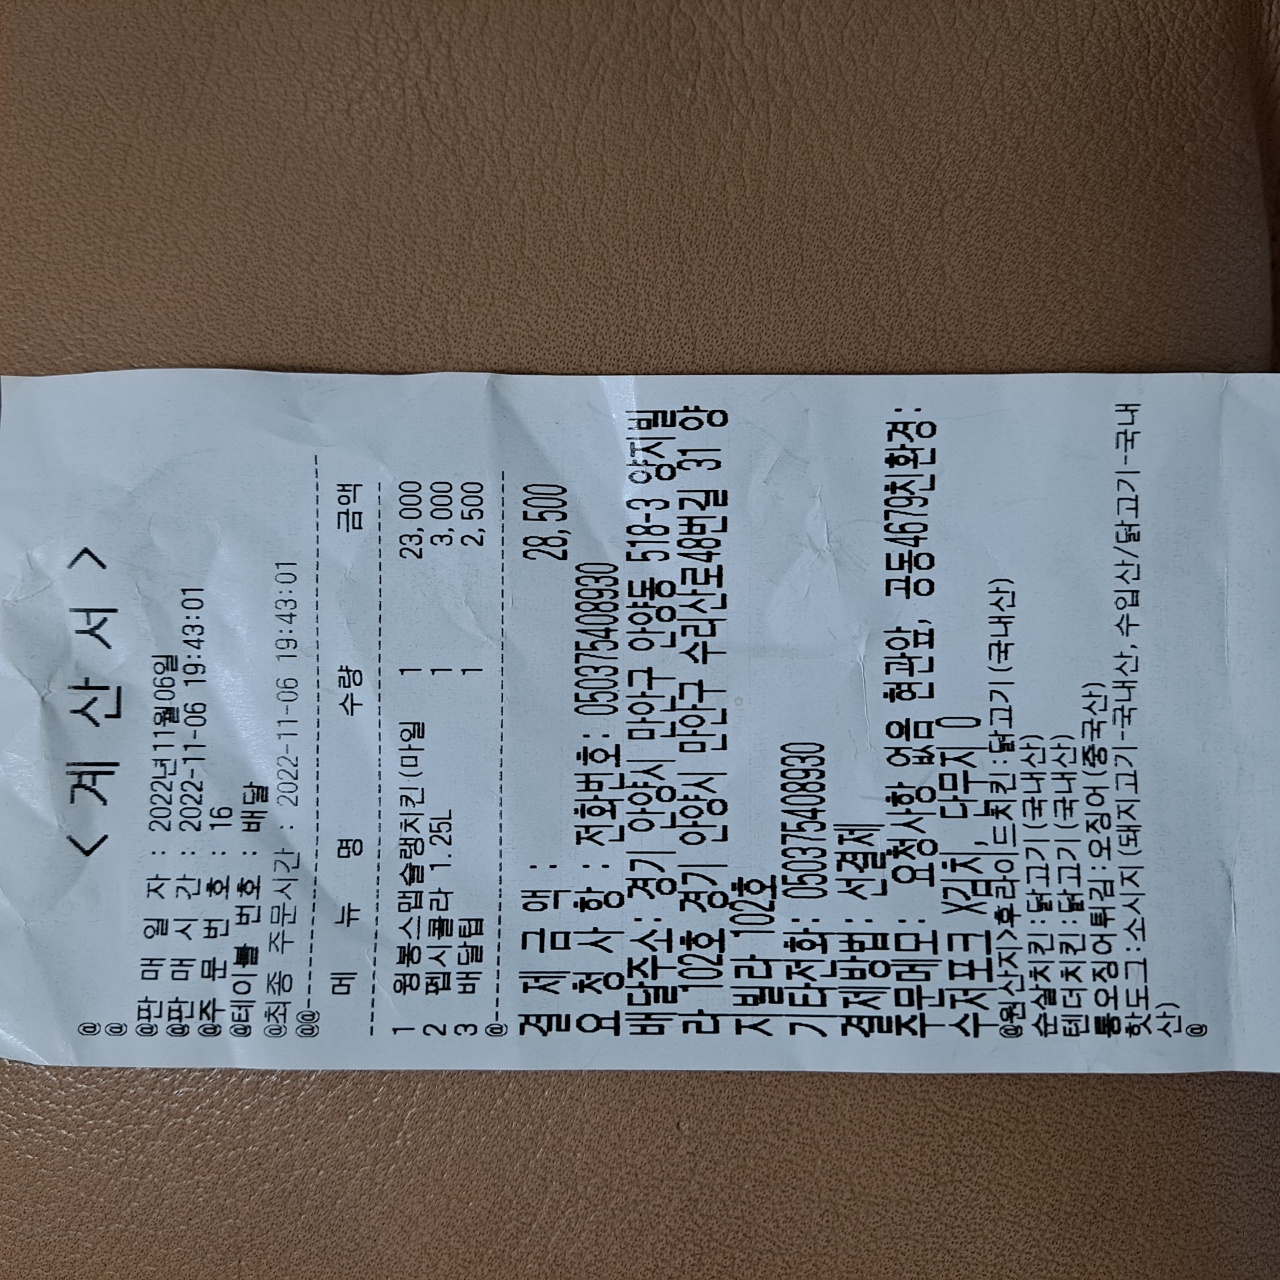 < 계 산 서 >
@
@
@판 매 일 자 : 2022년11월06일
@판 매 시 간 : 2022-11-06 19:43:01
@주 문 번 호 : 16
@테이블 번호 : 배달
@최종 주문시간 : 2022-11-06 19:43:01
@@--------------------------------
메 뉴 명 수량 금액
--------------------------------
1 윙봉스맵슬랭치킨(마일 1 23,000
2 펩시콜라 1.25L 1 3,000
3 배달팁 1 2,500
@--------------------------------
결 제 금 액 : 28,500
요 청 사 항 : 전화번호: 050375408930
배달주소: 경기 안양시 만안구 안양동 518-3 양지빌
라 102호 경기 안양시 만안구 수리산로48번길 31 양
지빌라 102호
기타전화: 050375408930
결제방법: 선결제
주문메모: 요청사항 없음 현관앞, 공동4679친환경:
수저포크 X김치, 단무지 O
@원산지>후라이드치킨:닭고기(국내산)
순살치킨:닭고기(국내산)
텐더치킨:닭고기(국내산)
통오징어튀김:오징어(중국산)
핫도그:소시지(돼지고기-국내산,수입산/닭고기-국내
산)
@